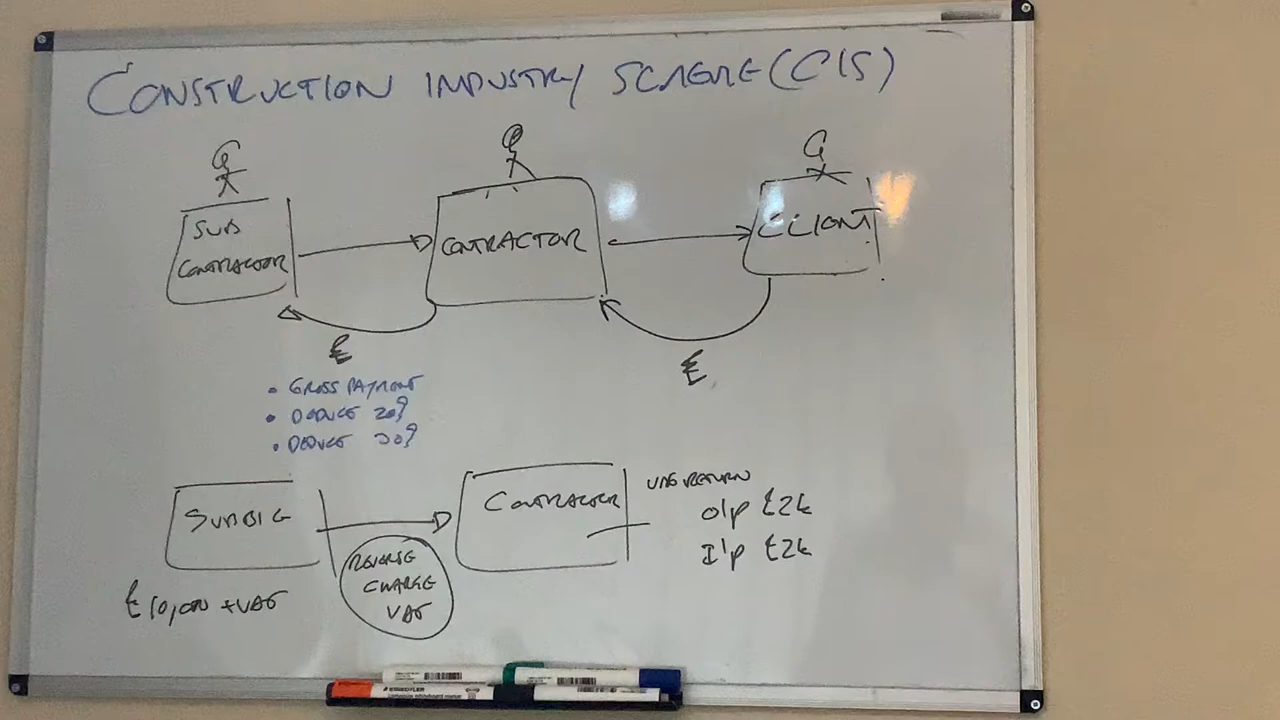 CONSTRUCTION INDUSTRY SCHEME (CIS)
SUB
CONTRACTOR
CONTRACTOR
CLIENT
£
£
• GROSS PAYMENT
• DEDUCT 20%
• DEDUCT 30%
CONTRACTOR
VAT RETURN
O/P £2k
I/P £2k
REVERSE
CHARGE
VAT
£10,000 + VAT
STAEDTLER